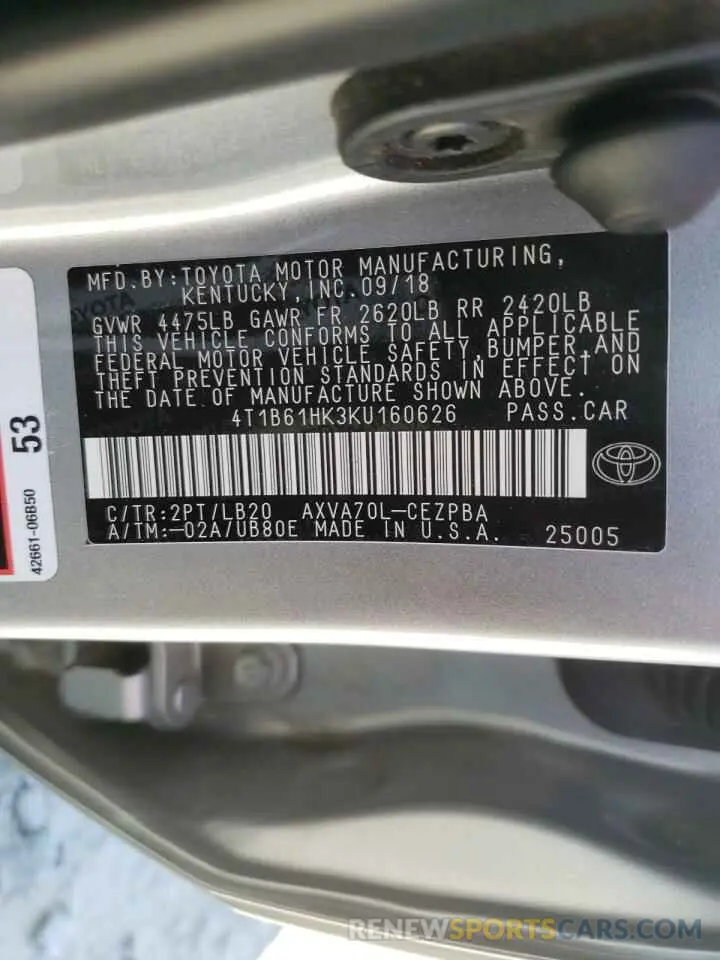 MFD.BY:TOYOTA MOTOR MANUFACTURING,
KENTUCKY,INC. 09/18
GVWR 4475LB GAWR FR 2620LB RR 2420LB
THIS VEHICLE CONFORMS TO ALL APPLICABLE
FEDERAL MOTOR VEHICLE SAFETY,BUMPER,AND
THEFT PREVENTION STANDARDS IN EFFECT ON
THE DATE OF MANUFACTURE SHOWN ABOVE.
4T1B61HK3KU160626 PASS.CAR
C/TR:2PT/LB20 AXVA70L-CEZPBA
A/TM:-02A/UB80E MADE IN U.S.A. 25005
53
42661-06B50
RENEWSPORTSCARS.COM